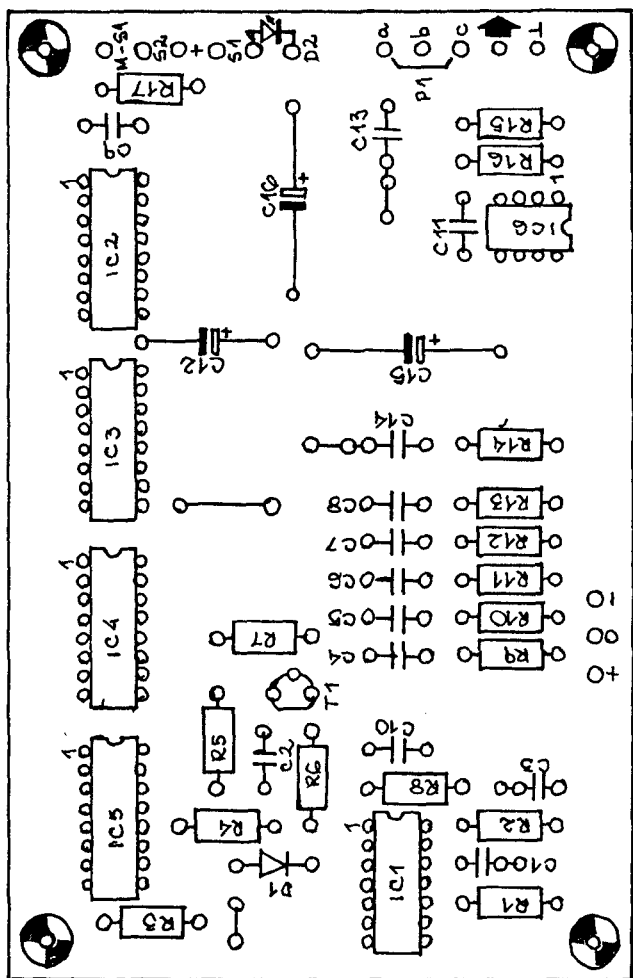 M-S1
S2
+
S1
D2
a
b
c
P1
R17
C9
C13
R15
R16
1
IC2
C16
C11
IC6
1
C12
C15
1
IC3
C14
R14
C8
R13
C7
R12
1
IC4
C6
R11
C5
R10
-
0
+
R7
C4
R9
T1
1
IC5
R5
C2
R6
C10
R8
C3
R4
1
IC1
R2
D1
C1
R3
R1